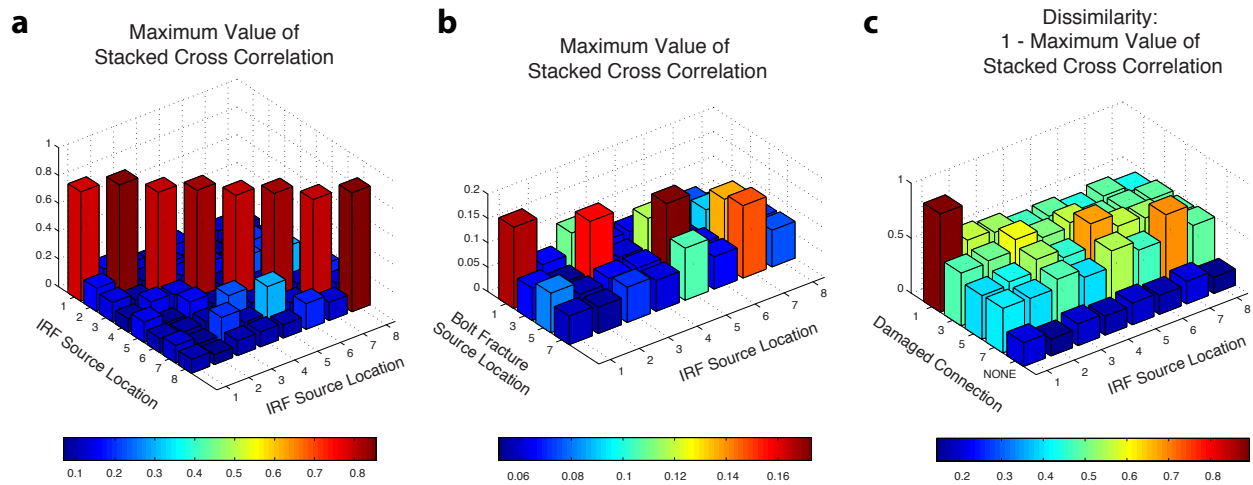 a
Maximum Value of
Stacked Cross Correlation
1
0.8
0.6
0.4
0.2
0
1
2
3
4
5
6
7
8
IRF Source Location
1
2
3
4
5
6
7
8
IRF Source Location
0.1 0.2 0.3 0.4 0.5 0.6 0.7 0.8
b
Maximum Value of
Stacked Cross Correlation
0.2
0.15
0.1
0.05
0
1
3
5
7
Bolt Fracture
Source Location
1
2
3
4
5
6
7
8
IRF Source Location
0.06 0.08 0.1 0.12 0.14 0.16
c
Dissimilarity:
1 - Maximum Value of
Stacked Cross Correlation
1
0.5
0
1
3
5
7
NONE
Damaged Connection
1
2
3
4
5
6
7
8
IRF Source Location
0.2 0.3 0.4 0.5 0.6 0.7 0.8